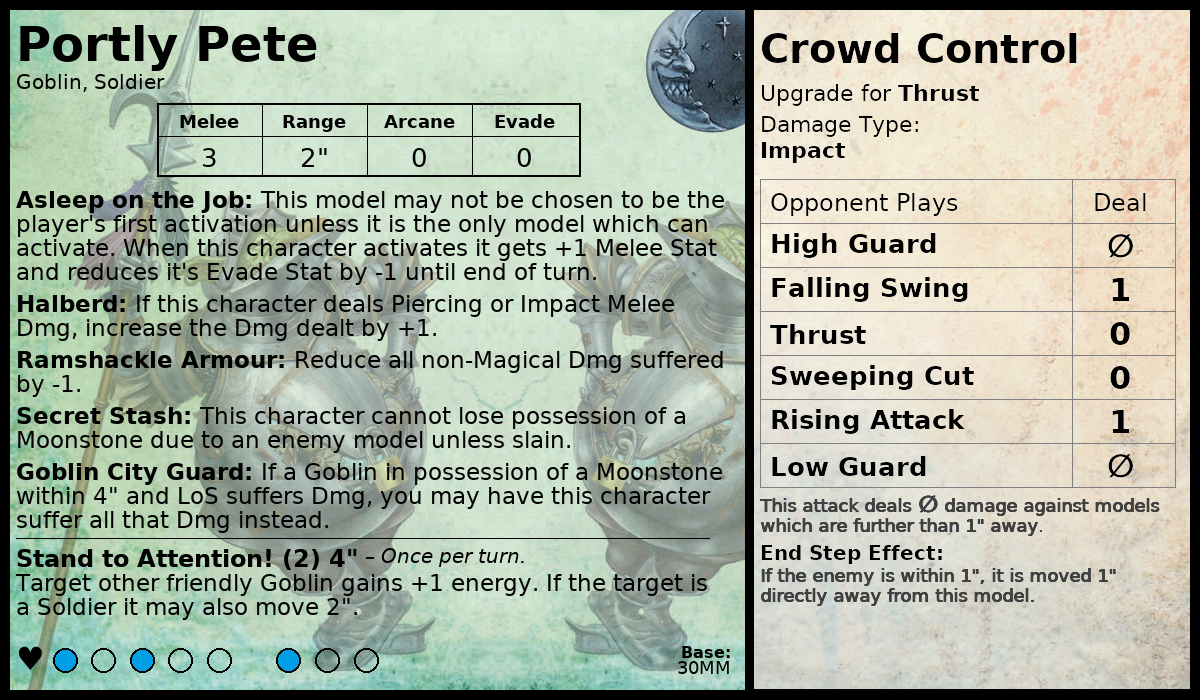 Portly Pete
Goblin, Soldier
Melee Range Arcane Evade
3 2" 0 0
Asleep on the Job: This model may not be chosen to be the
player's first activation unless it is the only model which can
activate. When this character activates it gets +1 Melee Stat
and reduces it's Evade Stat by -1 until end of turn.
Halberd: If this character deals Piercing or Impact Melee
Dmg, increase the Dmg dealt by +1.
Ramshackle Armour: Reduce all non-Magical Dmg suffered
by -1.
Secret Stash: This character cannot lose possession of a
Moonstone due to an enemy model unless slain.
Goblin City Guard: If a Goblin in possession of a Moonstone
within 4" and LoS suffers Dmg, you may have this character
suffer all that Dmg instead.
Stand to Attention! (2) 4" – Once per turn.
Target other friendly Goblin gains +1 energy. If the target is
a Soldier it may also move 2".
Base:
30MM
Crowd Control
Upgrade for Thrust
Damage Type:
Impact
Opponent Plays Deal
High Guard ∅
Falling Swing 1
Thrust 0
Sweeping Cut 0
Rising Attack 1
Low Guard ∅
This attack deals ∅ damage against models
which are further than 1" away.
End Step Effect:
If the enemy is within 1", it is moved 1"
directly away from this model.